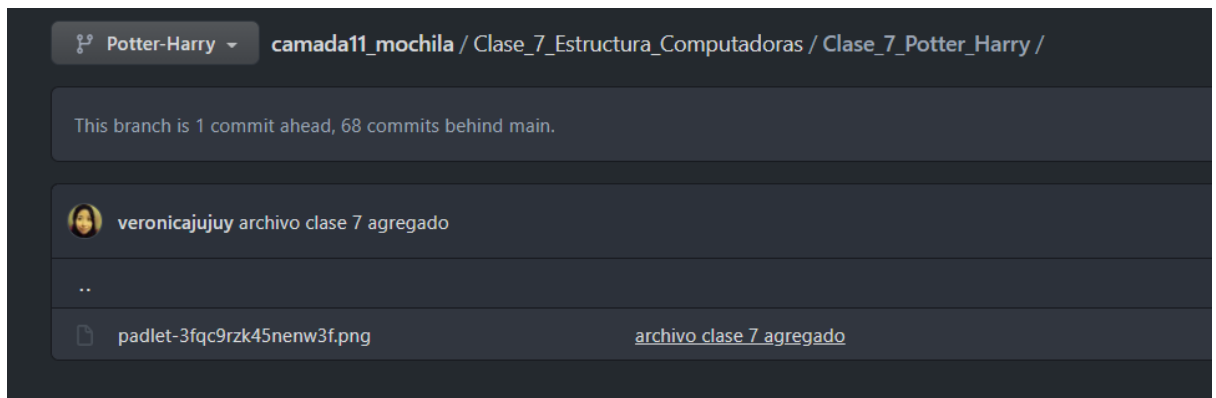 Potter-Harry camada11_mochila / Clase_7_Estructura_Computadoras / Clase_7_Potter_Harry /
This branch is 1 commit ahead, 68 commits behind main.
veronicajujuy archivo clase 7 agregado
..
padlet-3fqc9rzk45nenw3f.png archivo clase 7 agregado